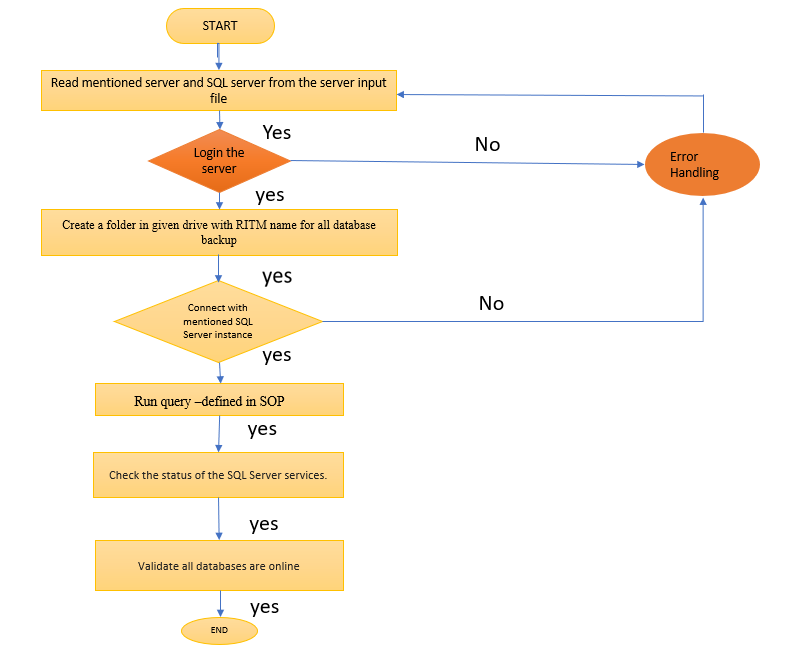 START
Read mentioned server and SQL server from the server input
file
Yes
Login the
server
No
Error
Handling
yes
Create a folder in given drive with RITM name for all database
backup
yes
Connect with
mentioned SQL
Server instance
No
yes
Run query –defined in SOP
yes
Check the status of the SQL Server services.
yes
Validate all databases are online
yes
END